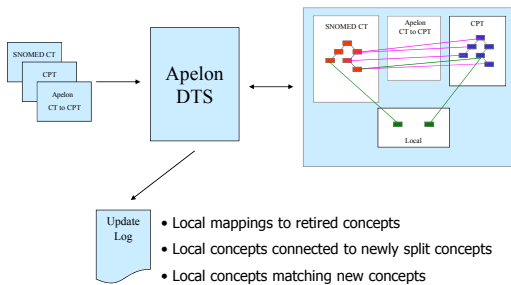 SNOMED CT
CPT
Apelon
CT to CPT
Apelon
DTS
SNOMED CT
Apelon
CT to CPT
CPT
Local
Update
Log
• Local mappings to retired concepts
• Local concepts connected to newly split concepts
• Local concepts matching new concepts